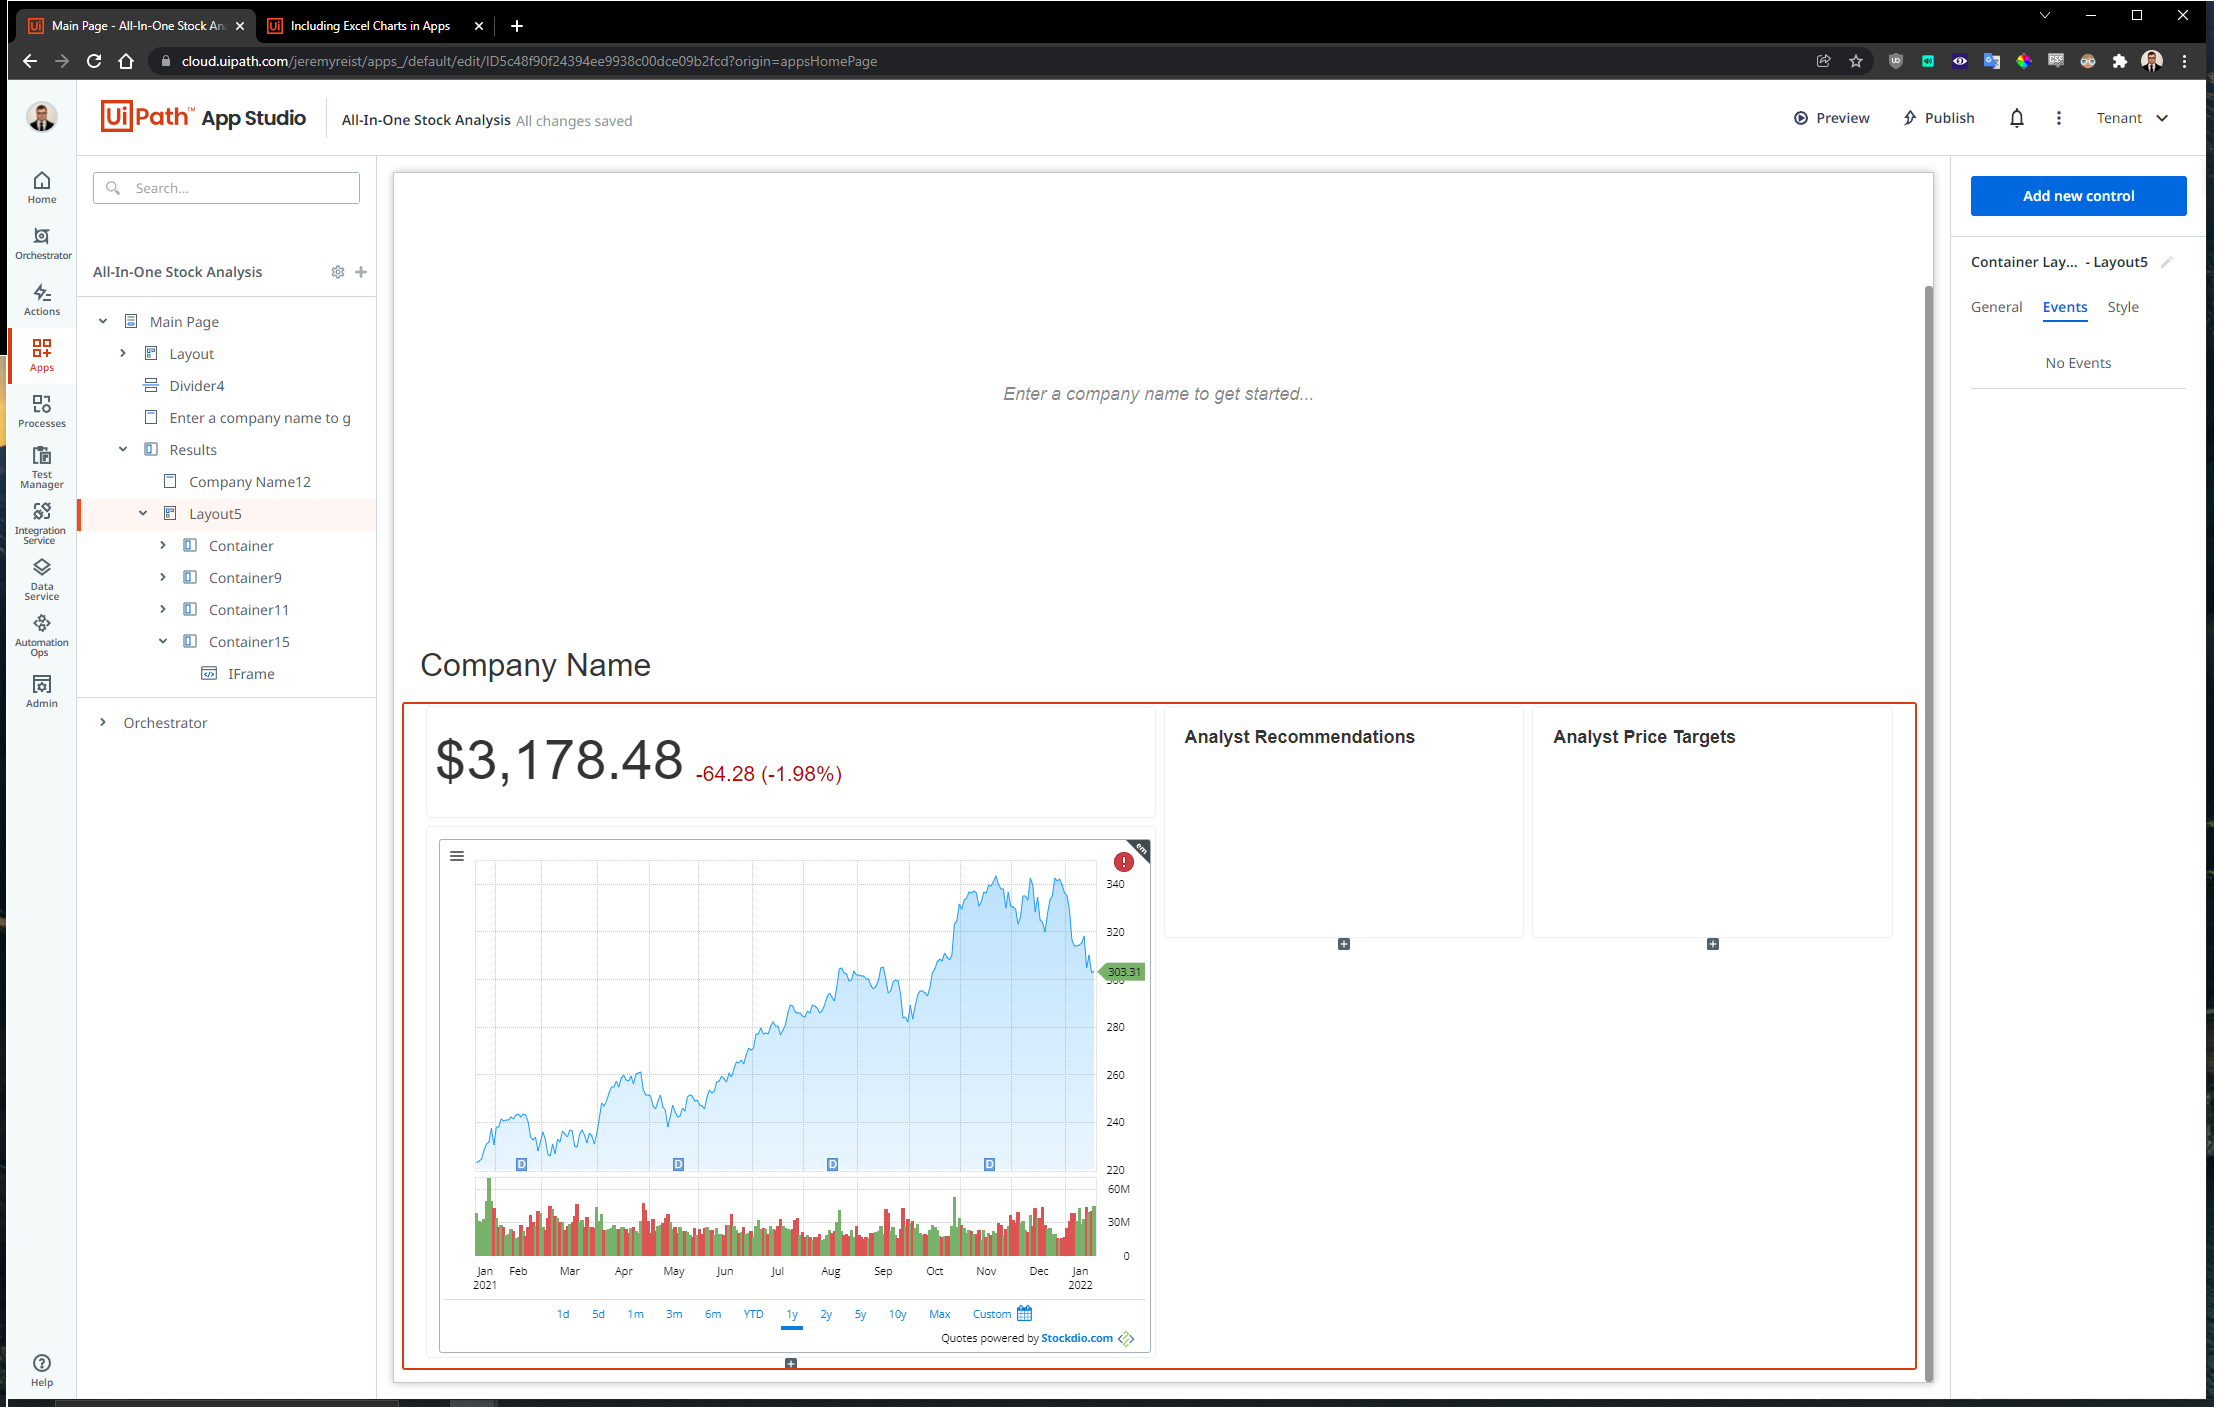 Main Page - All-In-One Stock An
Including Excel Charts in Apps
cloud.uipath.com/jeremyreist/apps_/default/edit/ID5c48f90f24394ee9938c00dce09b2fcd?origin=appsHomePage
UiPath™ App Studio
All-In-One Stock Analysis All changes saved
Preview
Publish
Tenant
Home
Orchestrator
Actions
Apps
Processes
Test
Manager
Integration
Service
Data
Service
Automation
Ops
Admin
Help
Search...
All-In-One Stock Analysis
Main Page
Layout
Divider4
Enter a company name to g
Results
Company Name12
Layout5
Container
Container9
Container11
Container15
IFrame
Orchestrator
Enter a company name to get started...
Company Name
$3,178.48 -64.28 (-1.98%)
Analyst Recommendations
Analyst Price Targets
em
340
320
303.31
300
280
260
240
220
D D D D
60M
30M
0
Jan Feb Mar Apr May Jun Jul Aug Sep Oct Nov Dec Jan
2021 2022
1d 5d 1m 3m 6m YTD 1y 2y 5y 10y Max Custom
Quotes powered by Stockdio.com
Add new control
Container Lay... - Layout5
General Events Style
No Events